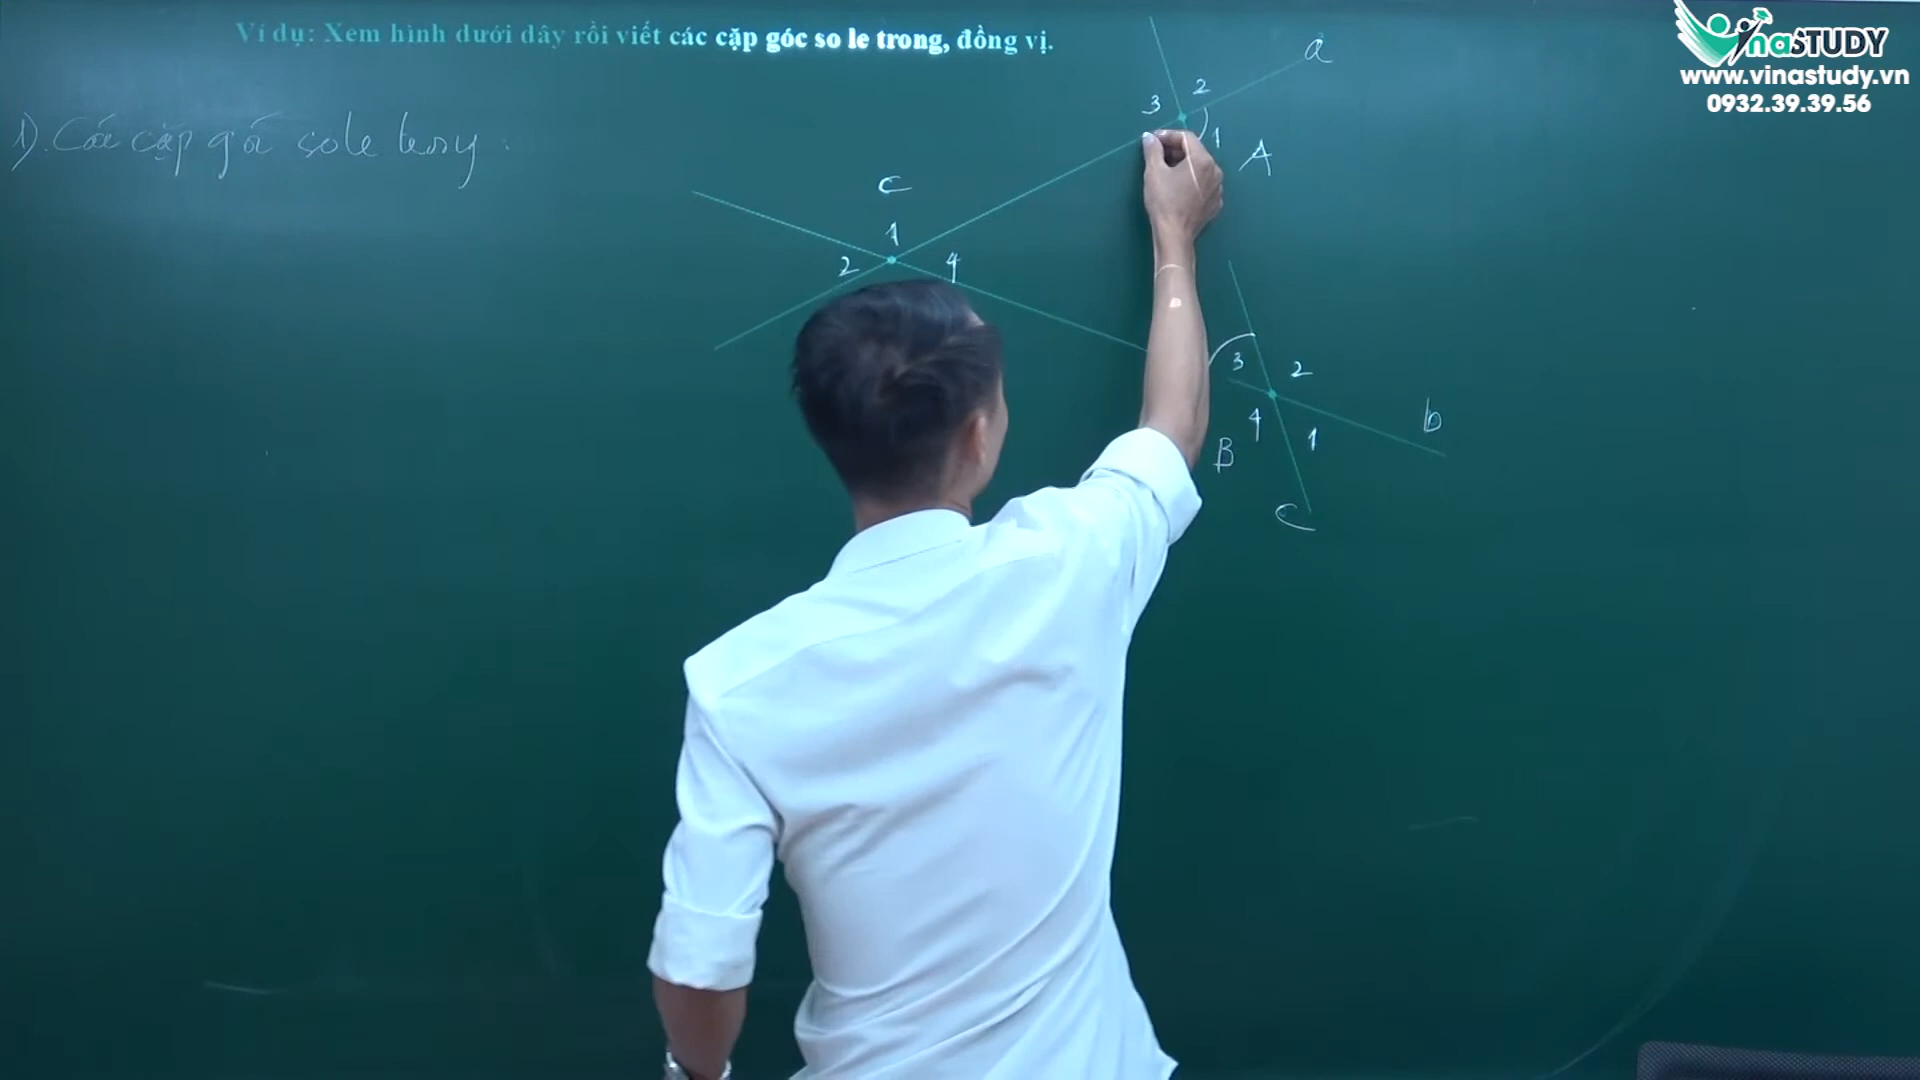 Ví dụ: Xem hình dưới dây rồi viết các cặp góc so le trong, đồng vị.
VinaSTUDY
www.vinastudy.vn
0932.39.39.56
1). Các cặp góc so le trong :
a
2
3
1
A
C
1
2
4
3
2
4
1
B
b
C